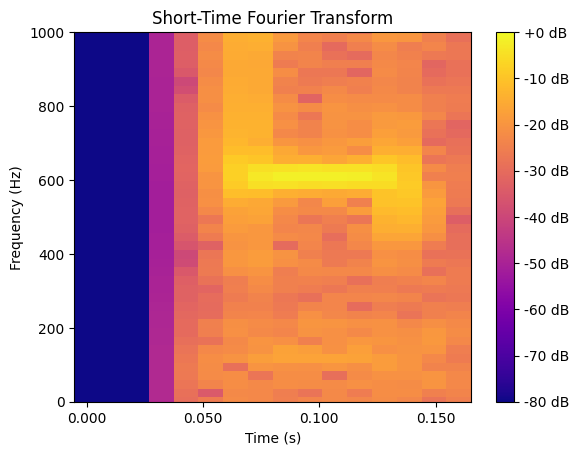 Short-Time Fourier Transform
1000
800
600
400
200
0
Frequency (Hz)
0.000
0.050
0.100
0.150
Time (s)
+0 dB
-10 dB
-20 dB
-30 dB
-40 dB
-50 dB
-60 dB
-70 dB
-80 dB